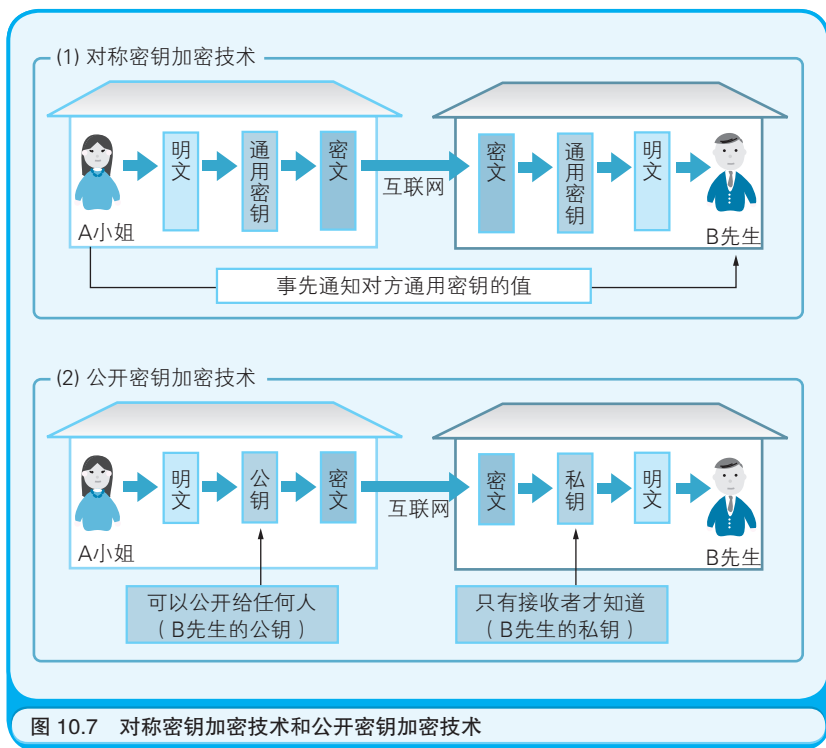 (1) 对称密钥加密技术
明文
通用密钥
密文
互联网
密文
通用密钥
明文
A小姐
B先生
事先通知对方通用密钥的值
(2) 公开密钥加密技术
明文
公钥
密文
互联网
密文
私钥
明文
A小姐
B先生
可以公开给任何人
（B先生的公钥）
只有接收者才知道
（B先生的私钥）
图 10.7 对称密钥加密技术和公开密钥加密技术